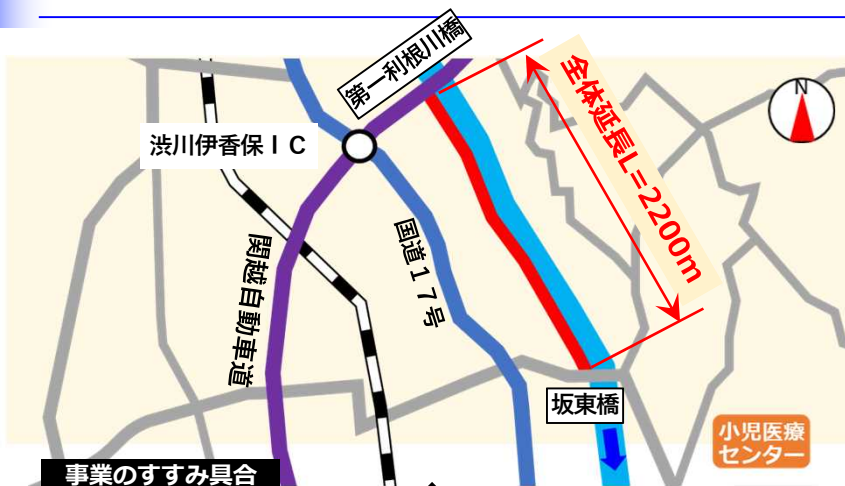 第一利根川橋
N
渋川伊香保ＩＣ
全体延長L=2200m
国道１７号
関越自動車道
坂東橋
小児医療
センター
事業のすすみ具合